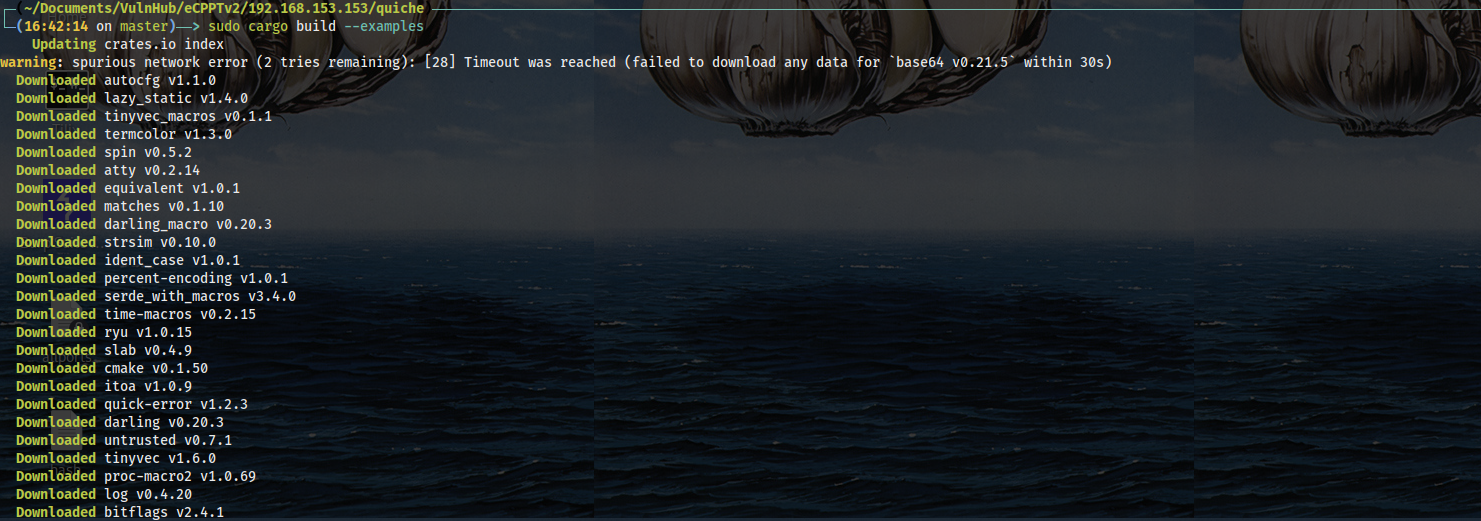 ~/Documents/VulnHub/eCPPTv2/192.168.153.153/quiche
(16:42:14 on master)——> sudo cargo build --examples
Updating crates.io index
warning: spurious network error (2 tries remaining): [28] Timeout was reached (failed to download any data for `base64 v0.21.5` within 30s)
Downloaded autocfg v1.1.0
Downloaded lazy_static v1.4.0
Downloaded tinyvec_macros v0.1.1
Downloaded termcolor v1.3.0
Downloaded spin v0.5.2
Downloaded atty v0.2.14
Downloaded equivalent v1.0.1
Downloaded matches v0.1.10
Downloaded darling_macro v0.20.3
Downloaded strsim v0.10.0
Downloaded ident_case v1.0.1
Downloaded percent-encoding v1.0.1
Downloaded serde_with_macros v3.4.0
Downloaded time-macros v0.2.15
Downloaded ryu v1.0.15
Downloaded slab v0.4.9
Downloaded cmake v0.1.50
Downloaded itoa v1.0.9
Downloaded quick-error v1.2.3
Downloaded darling v0.20.3
Downloaded untrusted v0.7.1
Downloaded tinyvec v1.6.0
Downloaded proc-macro2 v1.0.69
Downloaded log v0.4.20
Downloaded bitflags v2.4.1